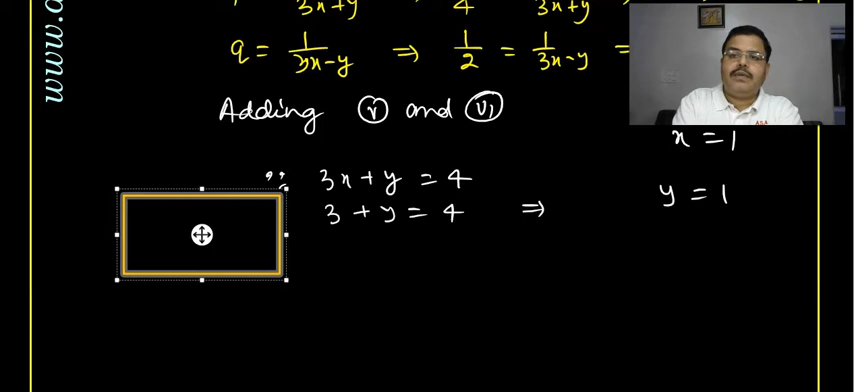 www.a
3x+y 4 3x+y
q = 1/(3x-y) ⇒ 1/2 = 1/(3x-y) =
Adding (v) and (vi)
x = 1
3x + y = 4
3 + y = 4 ⇒ y = 1